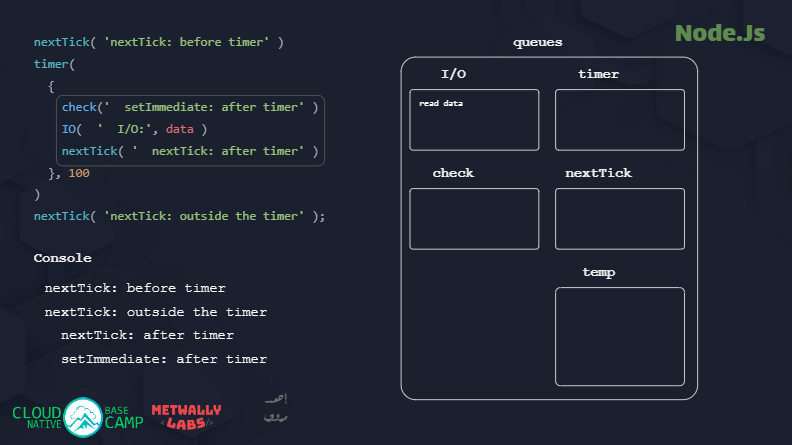 Node.Js
nextTick( 'nextTick: before timer' )
timer(
{
check('  setImmediate: after timer' )
IO(  '  I/O:', data )
nextTick( '  nextTick: after timer' )
}, 100
)
nextTick( 'nextTick: outside the timer' );
Console
nextTick: before timer
nextTick: outside the timer
nextTick: after timer
setImmediate: after timer
queues
I/O
timer
read data
check
nextTick
temp
CLOUD NATIVE
BASE CAMP
METWALLY
<LABS/>
أحمد